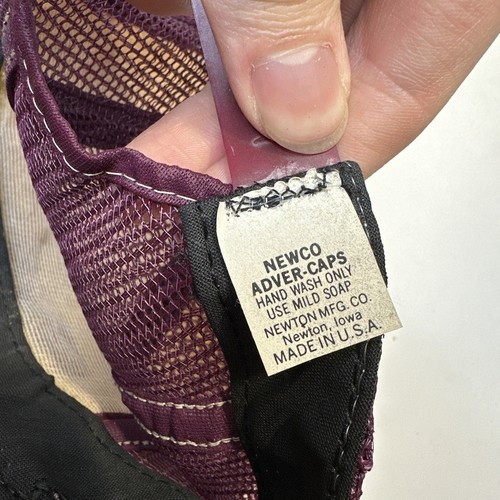 NEWCO
ADVER-CAPS
HAND WASH ONLY
USE MILD SOAP
NEWTON MFG. CO.
Newton, Iowa
MADE IN U.S.A.